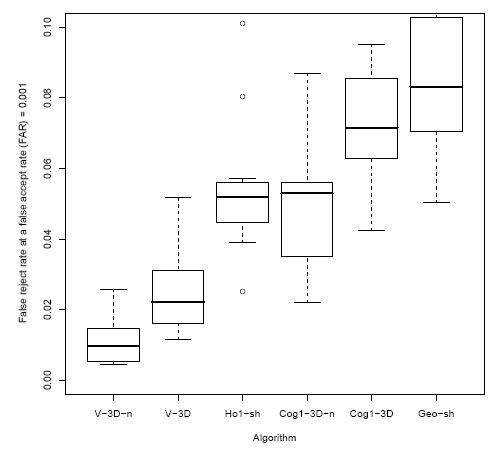 False reject rate at a false accept rate (FAR) = 0.001
0.10
0.08
0.06
0.04
0.02
0.00
V-3D-n V-3D Ho1-sh Cog1-3D-n Cog1-3D Geo-sh
Algorithm